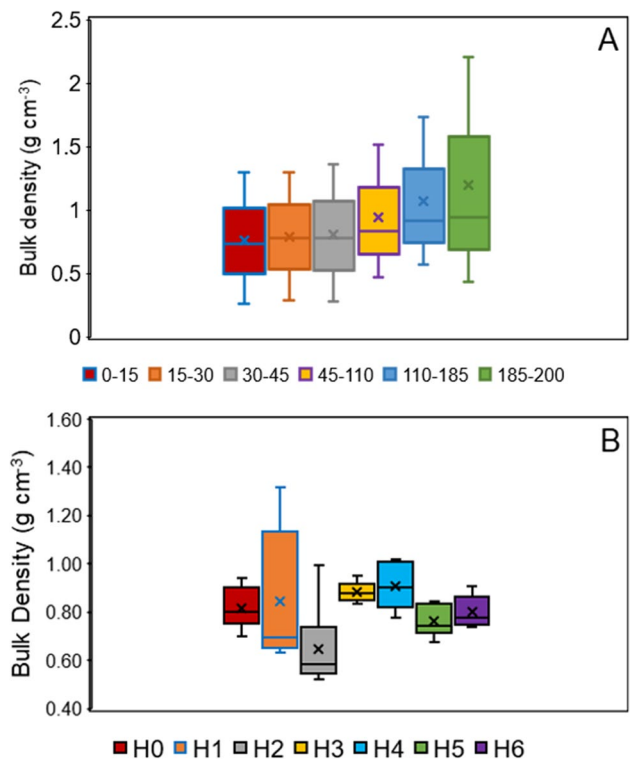 A
2.5
2
1.5
1
0.5
0
Bulk density (g cm⁻³)
0-15 15-30 30-45 45-110 110-185 185-200
B
1.60
1.40
1.20
1.00
0.80
0.60
0.40
Bulk Density (g cm⁻³)
H0 H1 H2 H3 H4 H5 H6